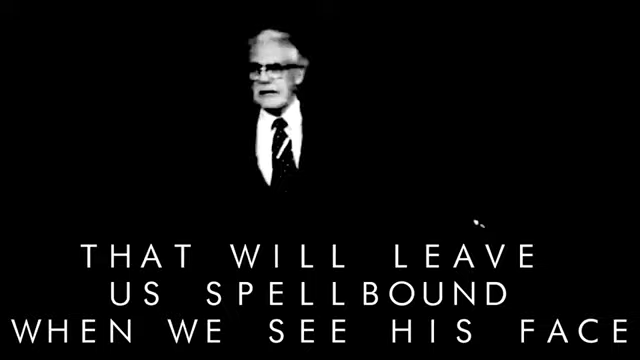 THAT WILL LEAVE
US SPELLBOUND
WHEN WE SEE HIS FACE